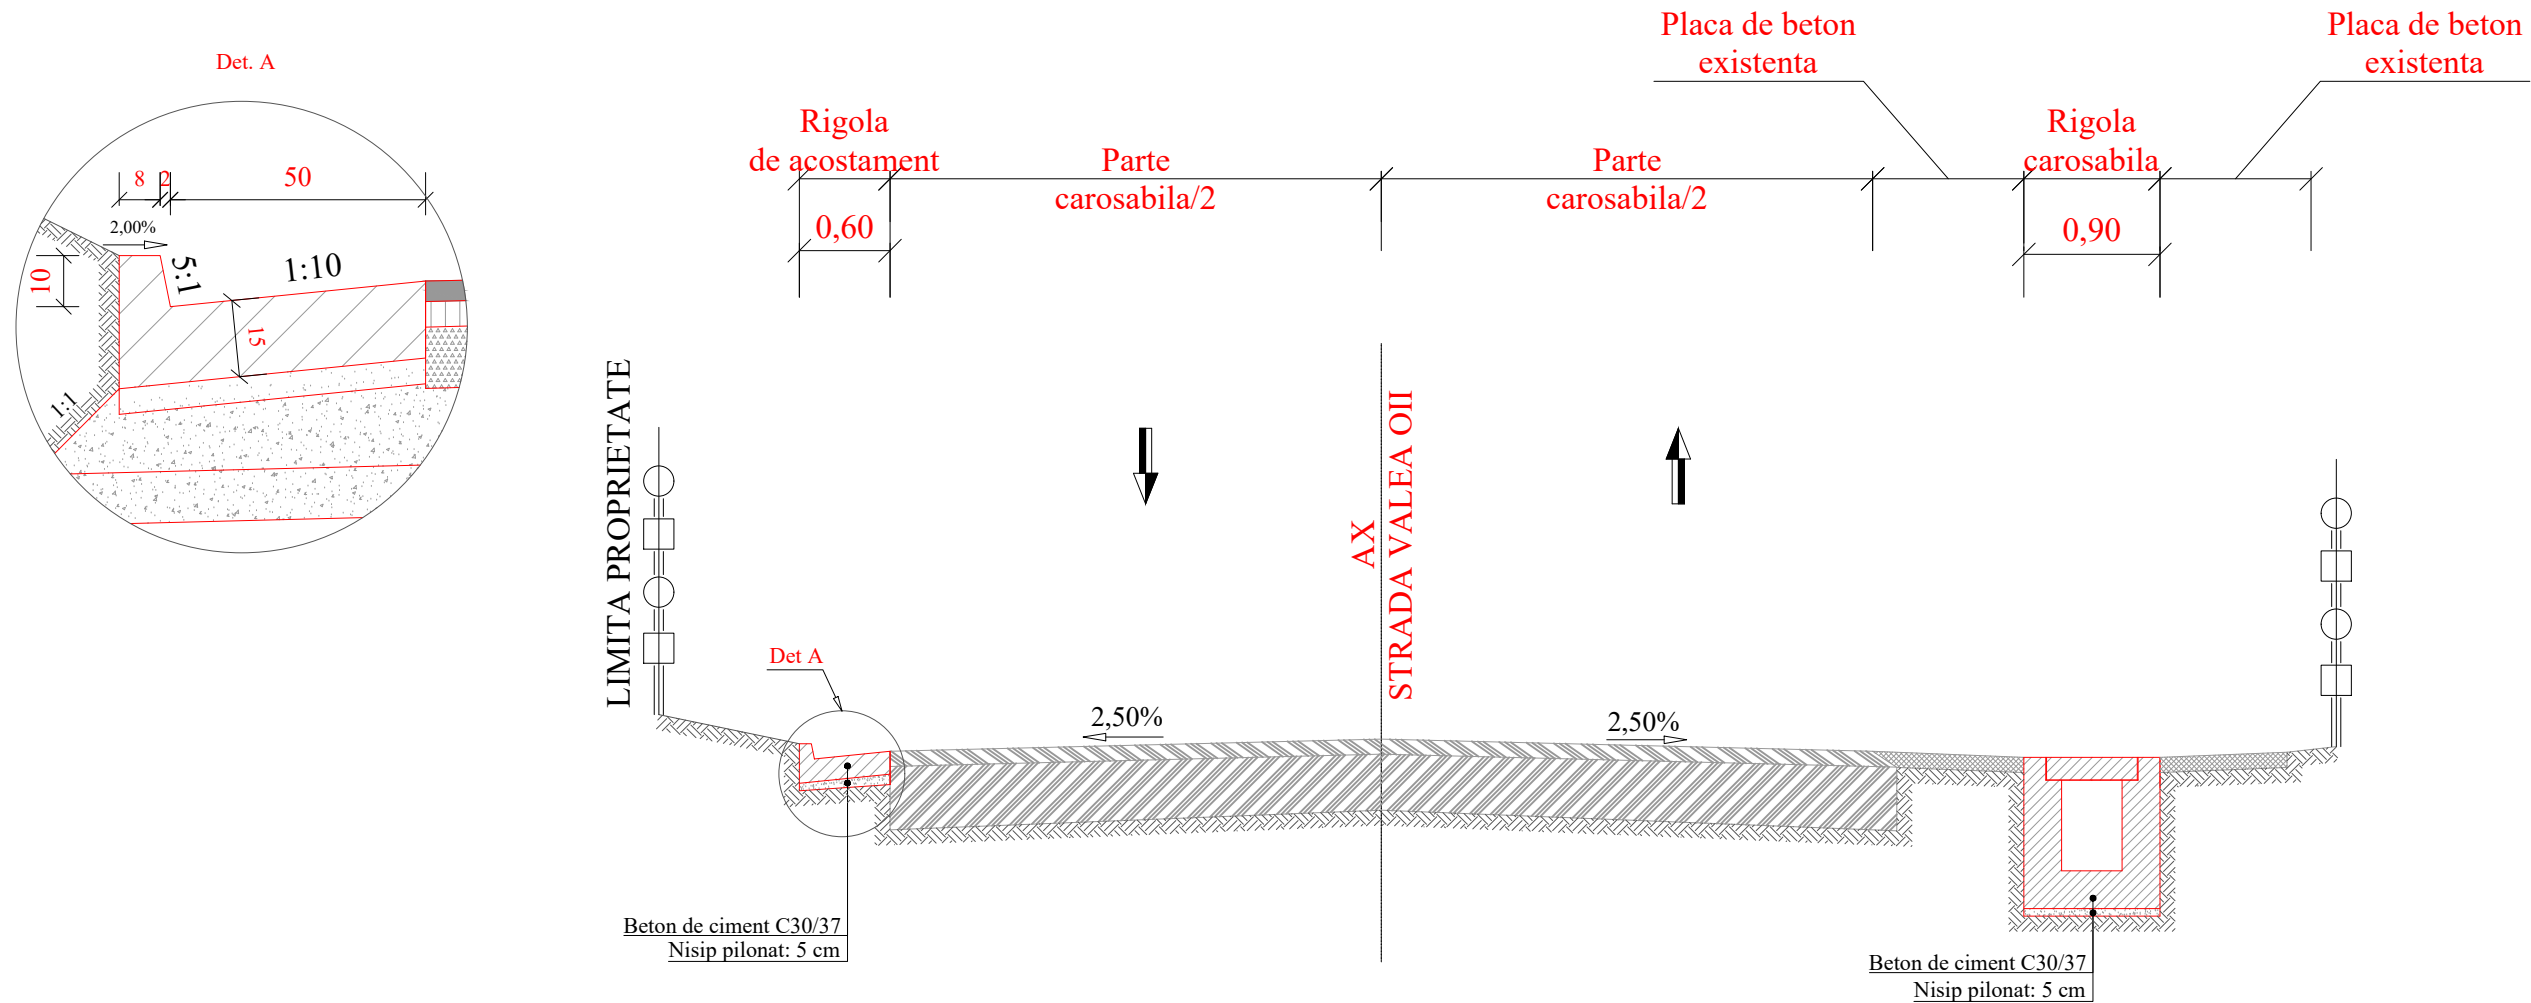 Det. A
8
2
50
2,00%
10
5:1
1:10
15
1:1
Rigola
de acostament
0,60
Parte
carosabila/2
Parte
carosabila/2
Placa de beton
existenta
Rigola
carosabila
0,90
Placa de beton
existenta
LIMITA PROPRIETATE
AX
STRADA VALEA OII
Det A
2,50%
2,50%
Beton de ciment C30/37
Nisip pilonat: 5 cm
Beton de ciment C30/37
Nisip pilonat: 5 cm